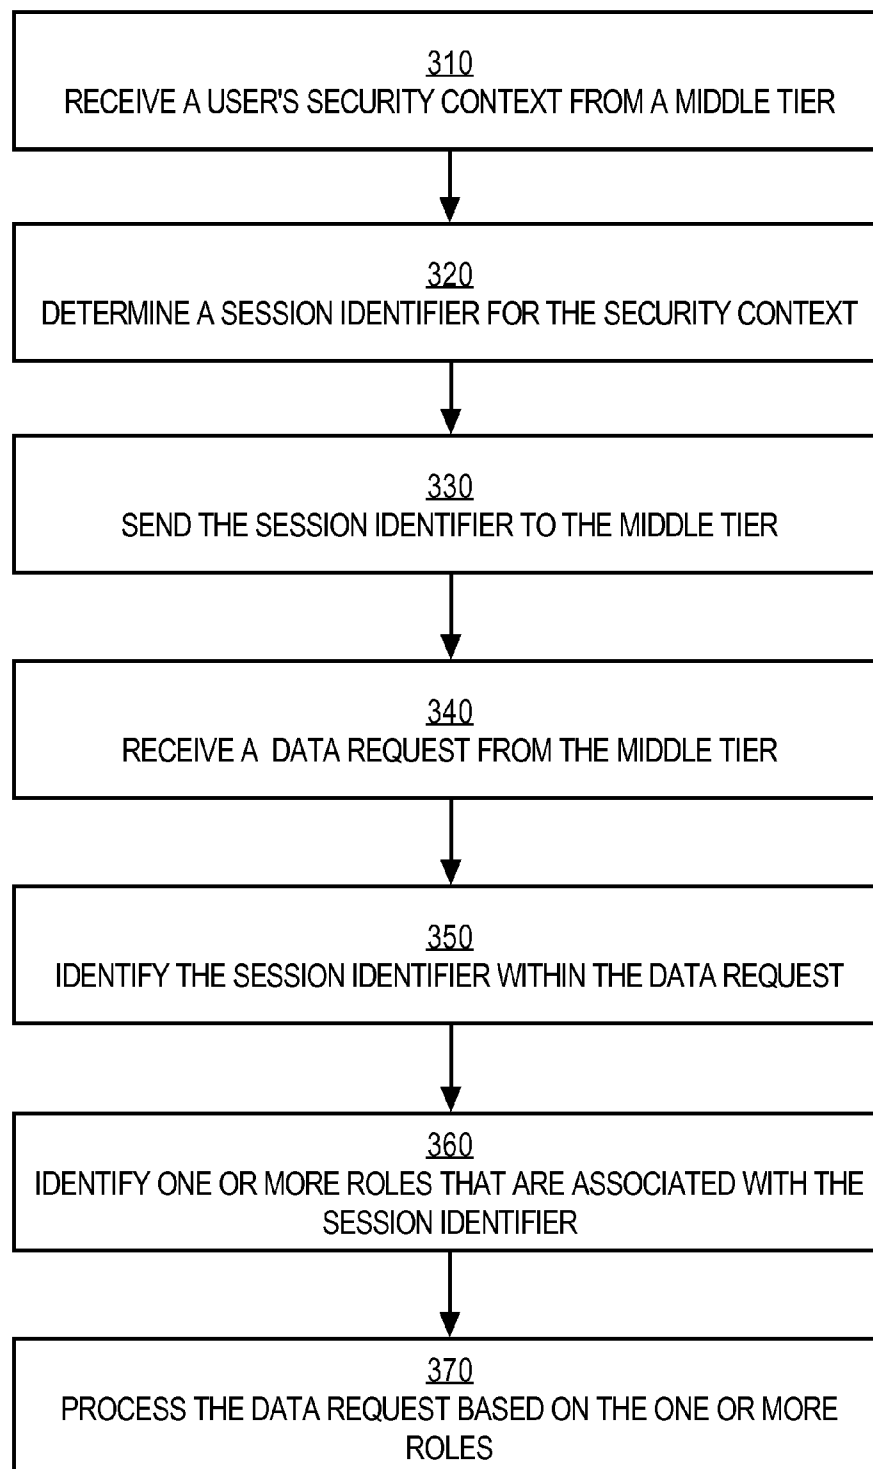 310
RECEIVE A USER'S SECURITY CONTEXT FROM A MIDDLE TIER
320
DETERMINE A SESSION IDENTIFIER FOR THE SECURITY CONTEXT
330
SEND THE SESSION IDENTIFIER TO THE MIDDLE TIER
340
RECEIVE A DATA REQUEST FROM THE MIDDLE TIER
350
IDENTIFY THE SESSION IDENTIFIER WITHIN THE DATA REQUEST
360
IDENTIFY ONE OR MORE ROLES THAT ARE ASSOCIATED WITH THE
SESSION IDENTIFIER
370
PROCESS THE DATA REQUEST BASED ON THE ONE OR MORE
ROLES